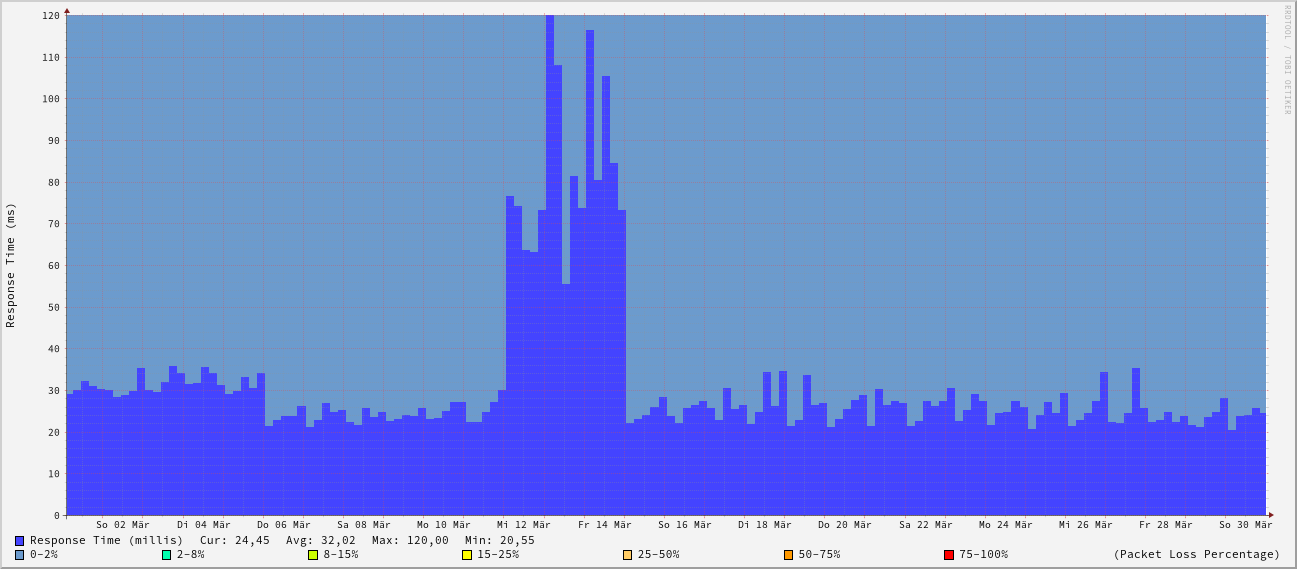 RRDTOOL / TOBI OETIKER
Response Time (ms)
120
110
100
90
80
70
60
50
40
30
20
10
0
So 02 Mär Di 04 Mär Do 06 Mär Sa 08 Mär Mo 10 Mär Mi 12 Mär Fr 14 Mär So 16 Mär Di 18 Mär Do 20 Mär Sa 22 Mär Mo 24 Mär Mi 26 Mär Fr 28 Mär So 30 Mär
Response Time (millis) Cur: 24,45 Avg: 32,02 Max: 120,00 Min: 20,55
0-2% 2-8% 8-15% 15-25% 25-50% 50-75% 75-100% (Packet Loss Percentage)